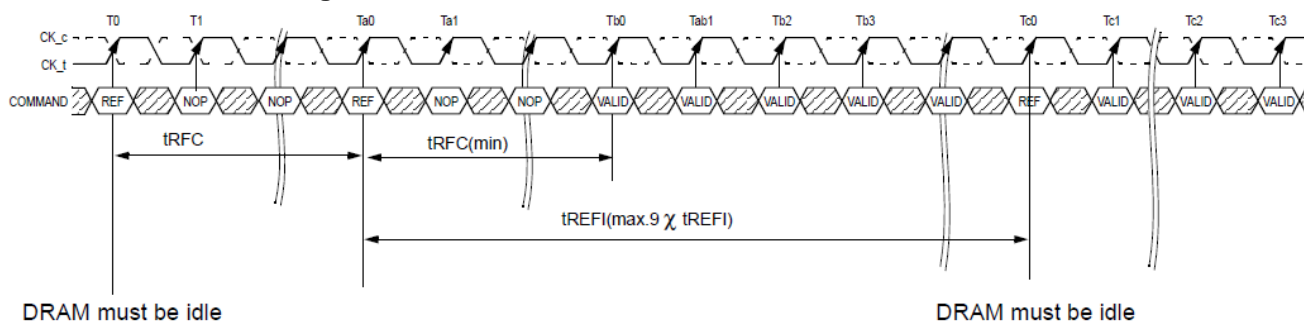 T0 T1 Ta0 Ta1 Tb0 Tab1 Tb2 Tb3 Tc0 Tc1 Tc2 Tc3
CK_c
CK_t
COMMAND REF NOP NOP REF NOP NOP VALID VALID VALID VALID VALID REF VALID VALID VALID
tRFC tRFC(min)
tREFI(max.9 χ tREFI)
DRAM must be idle DRAM must be idle